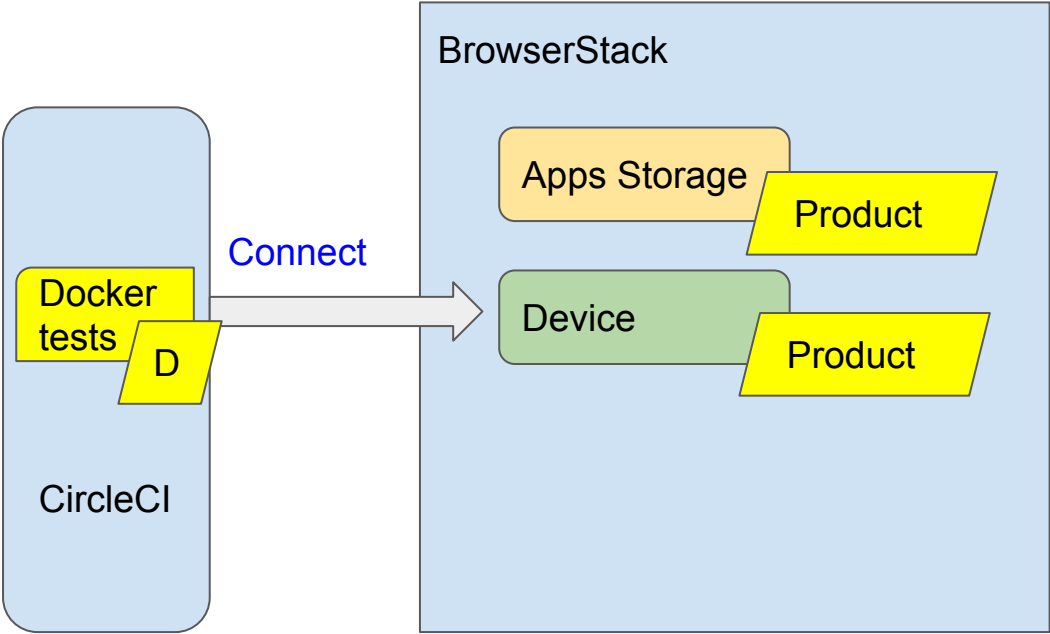 BrowserStack
Apps Storage
Product
Connect
Docker
tests
D
Device
Product
CircleCI